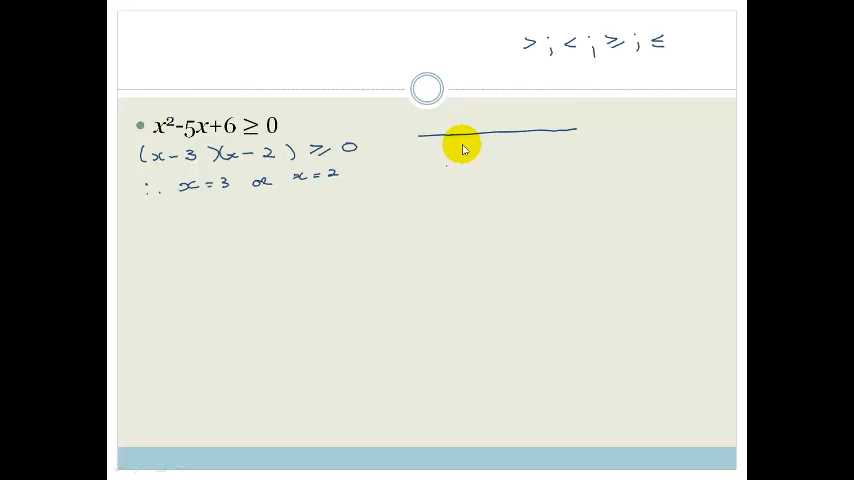 > ; < ; ≥ ; ≤
x²-5x+6 ≥ 0
(x-3)(x-2) ≥ 0
∴ x=3 or x=2